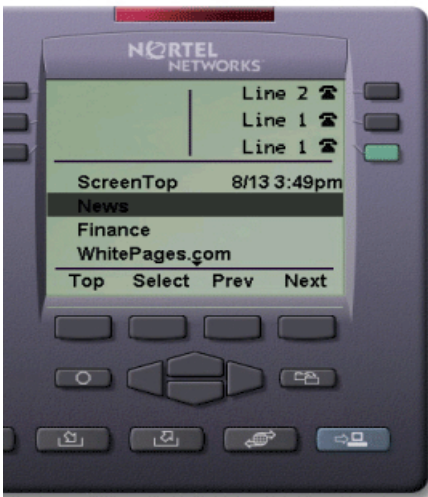 NORTEL
NETWORKS
Line 2
Line 1
Line 1
ScreenTop 8/13 3:49pm
News
Finance
WhitePages.com
Top Select Prev Next